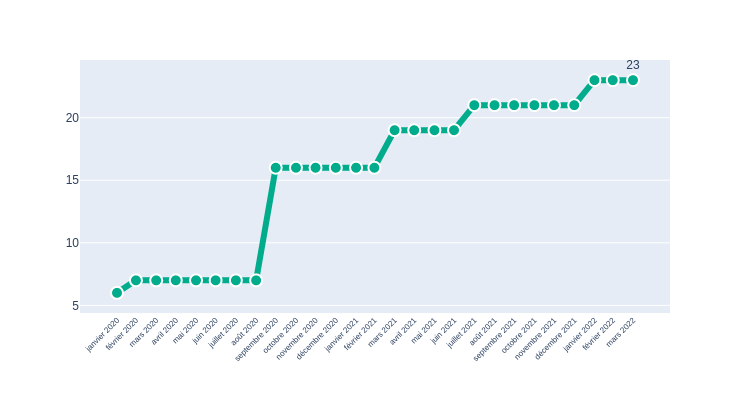 23
20
15
10
5
janvier 2020
février 2020
mars 2020
avril 2020
mai 2020
juin 2020
juillet 2020
août 2020
septembre 2020
octobre 2020
novembre 2020
décembre 2020
janvier 2021
février 2021
mars 2021
avril 2021
mai 2021
juin 2021
juillet 2021
août 2021
septembre 2021
octobre 2021
novembre 2021
décembre 2021
janvier 2022
février 2022
mars 2022